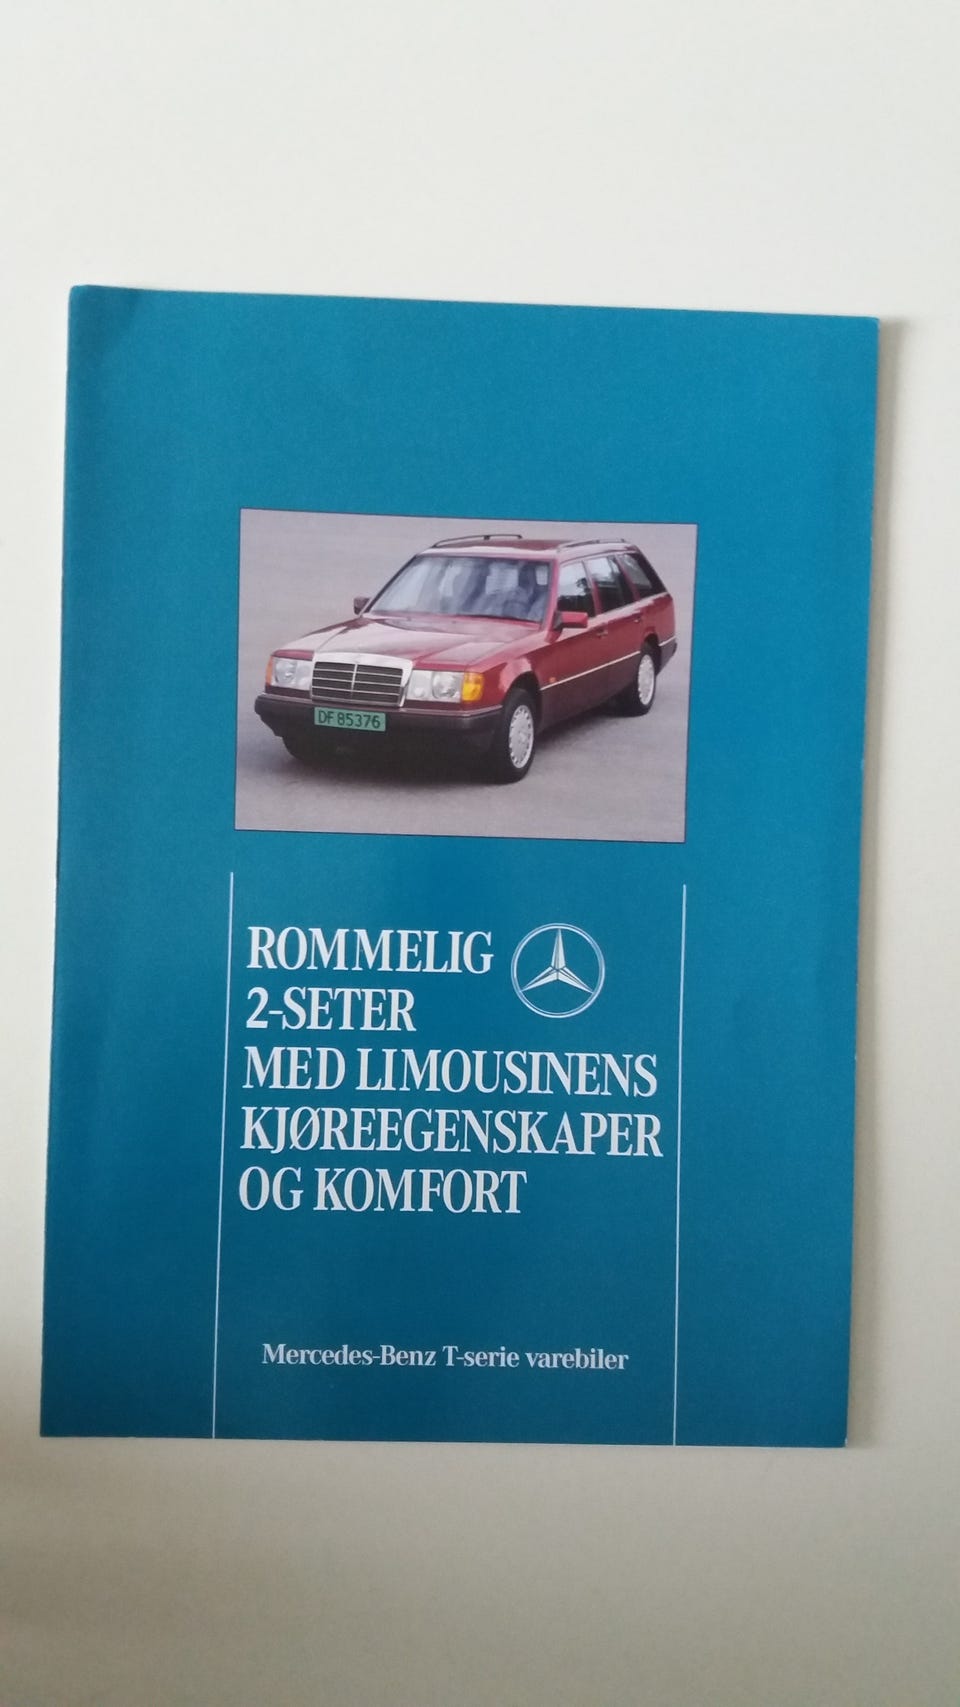 DF 85376
ROMMELIG
2-SETER
MED LIMOUSINENS
KJØREEGENSKAPER
OG KOMFORT
Mercedes-Benz T-serie varebiler